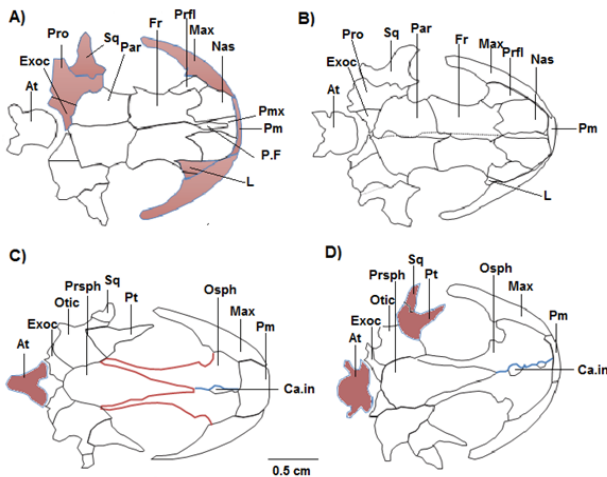 A)
Pro
Sq
Par
Fr
Prfl
Max
Nas
Exoc
At
Pmx
Pm
P.F
L
B)
Pro
Sq
Par
Fr
Max
Prfl
Nas
Exoc
At
Pm
L
C)
Prsph
Sq
Otic
Pt
Osph
Max
Exoc
Pm
At
Ca.in
0.5 cm
D)
Sq
Prsph
Pt
Osph
Otic
Max
Exoc
Pm
At
Ca.in